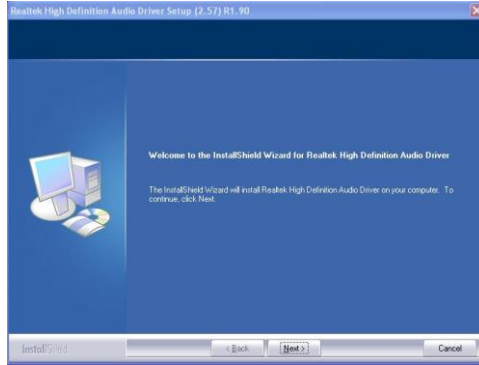 Realtek High Definition Audio Driver Setup (2.57) R1.90
Welcome to the InstallShield Wizard for Realtek High Definition Audio Driver
The InstallShield Wizard will install Realtek High Definition Audio Driver on your computer. To
continue, click Next.
InstallShield
< Back
Next >
Cancel